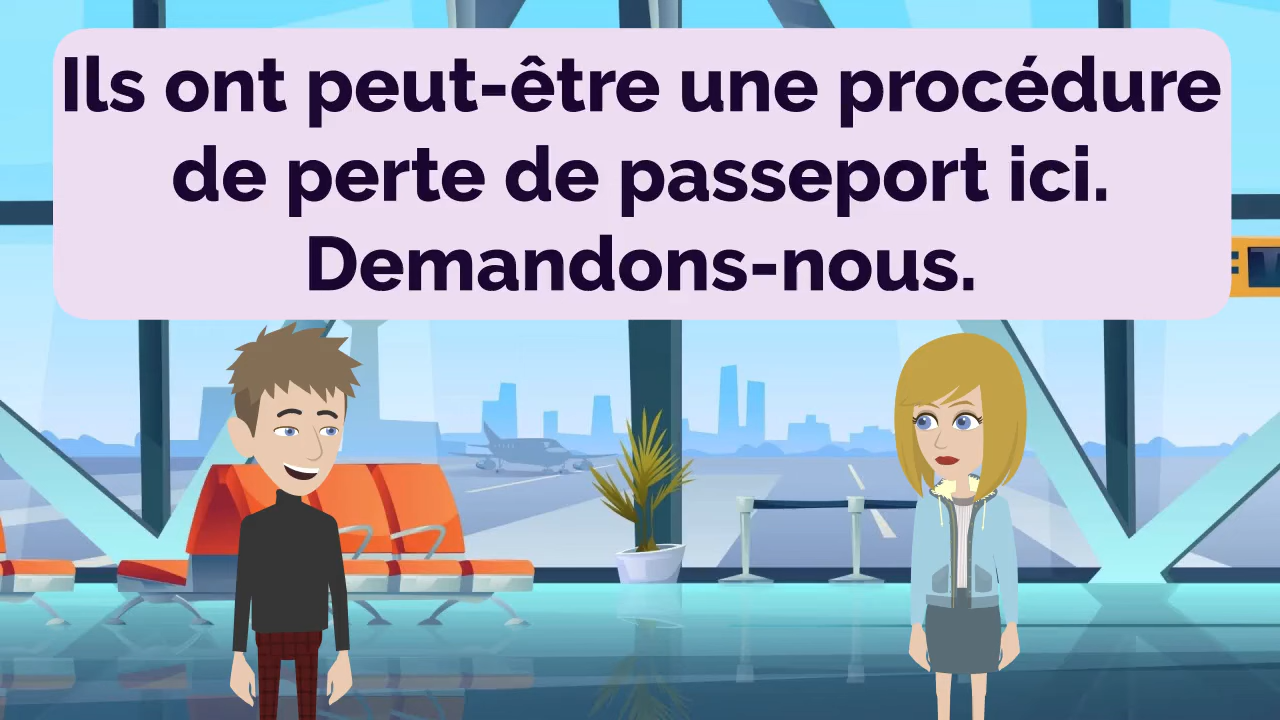 Ils ont peut-être une procédure
de perte de passeport ici.
Demandons-nous.